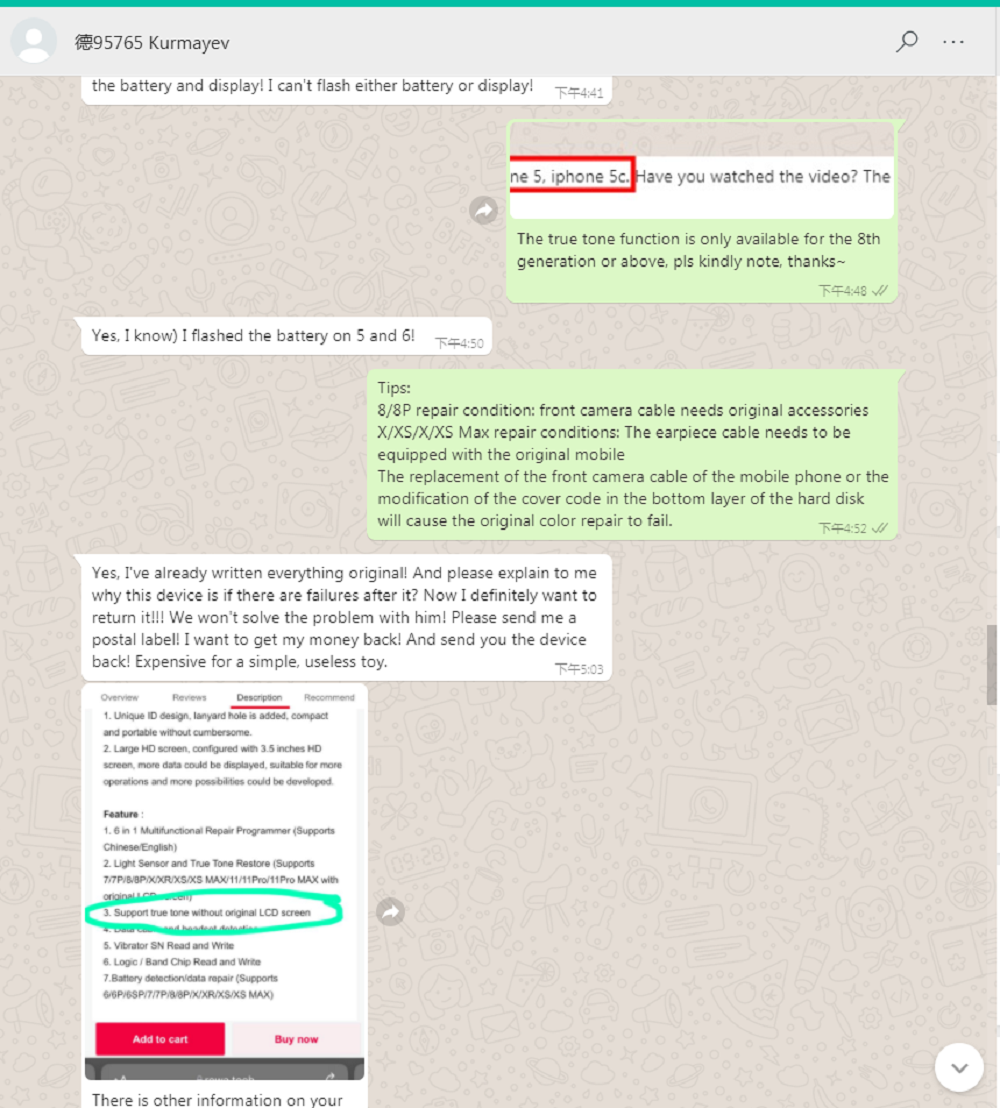 德95765 Kurmayev
the battery and display! I can't flash either battery or display!
下午4:41
ne 5, iphone 5c. Have you watched the video? The
The true tone function is only available for the 8th
generation or above, pls kindly note, thanks~
下午4:48
Yes, I know) I flashed the battery on 5 and 6!
下午4:50
Tips:
8/8P repair condition: front camera cable needs original accessories
X/XS/X/XS Max repair conditions: The earpiece cable needs to be
equipped with the original mobile
The replacement of the front camera cable of the mobile phone or the
modification of the cover code in the bottom layer of the hard disk
will cause the original color repair to fail.
下午4:52
Yes, I've already written everything original! And please explain to me
why this device is if there are failures after it? Now I definitely want to
return it!!! We won't solve the problem with him! Please send me a
postal label! I want to get my money back! And send you the device
back! Expensive for a simple, useless toy.
下午5:03
Overview Reviews Description Recommend
1. Unique ID design, lanyard hole is added, compact
and portable without cumbersome.
2. Large HD screen, configured with 3.5 inches HD
screen, more data could be displayed, suitable for more
operations and more possibilities could be developed.
Feature :
1. 6 in 1 Multifunctional Repair Programmer (Supports
Chinese/English)
2. Light Sensor and True Tone Restore (Supports
7/7P/8/8P/X/XR/XS/XS MAX/11/11Pro/11Pro MAX with
original LCD screen)
3. Support true tone without original LCD screen
4. Data cable and headset detection
5. Vibrator SN Read and Write
6. Logic / Band Chip Read and Write
7.Battery detection/data repair (Supports
6/6P/6SP/7/7P/8/8P/X/XR/XS/XS MAX)
Add to cart Buy now
There is other information on your